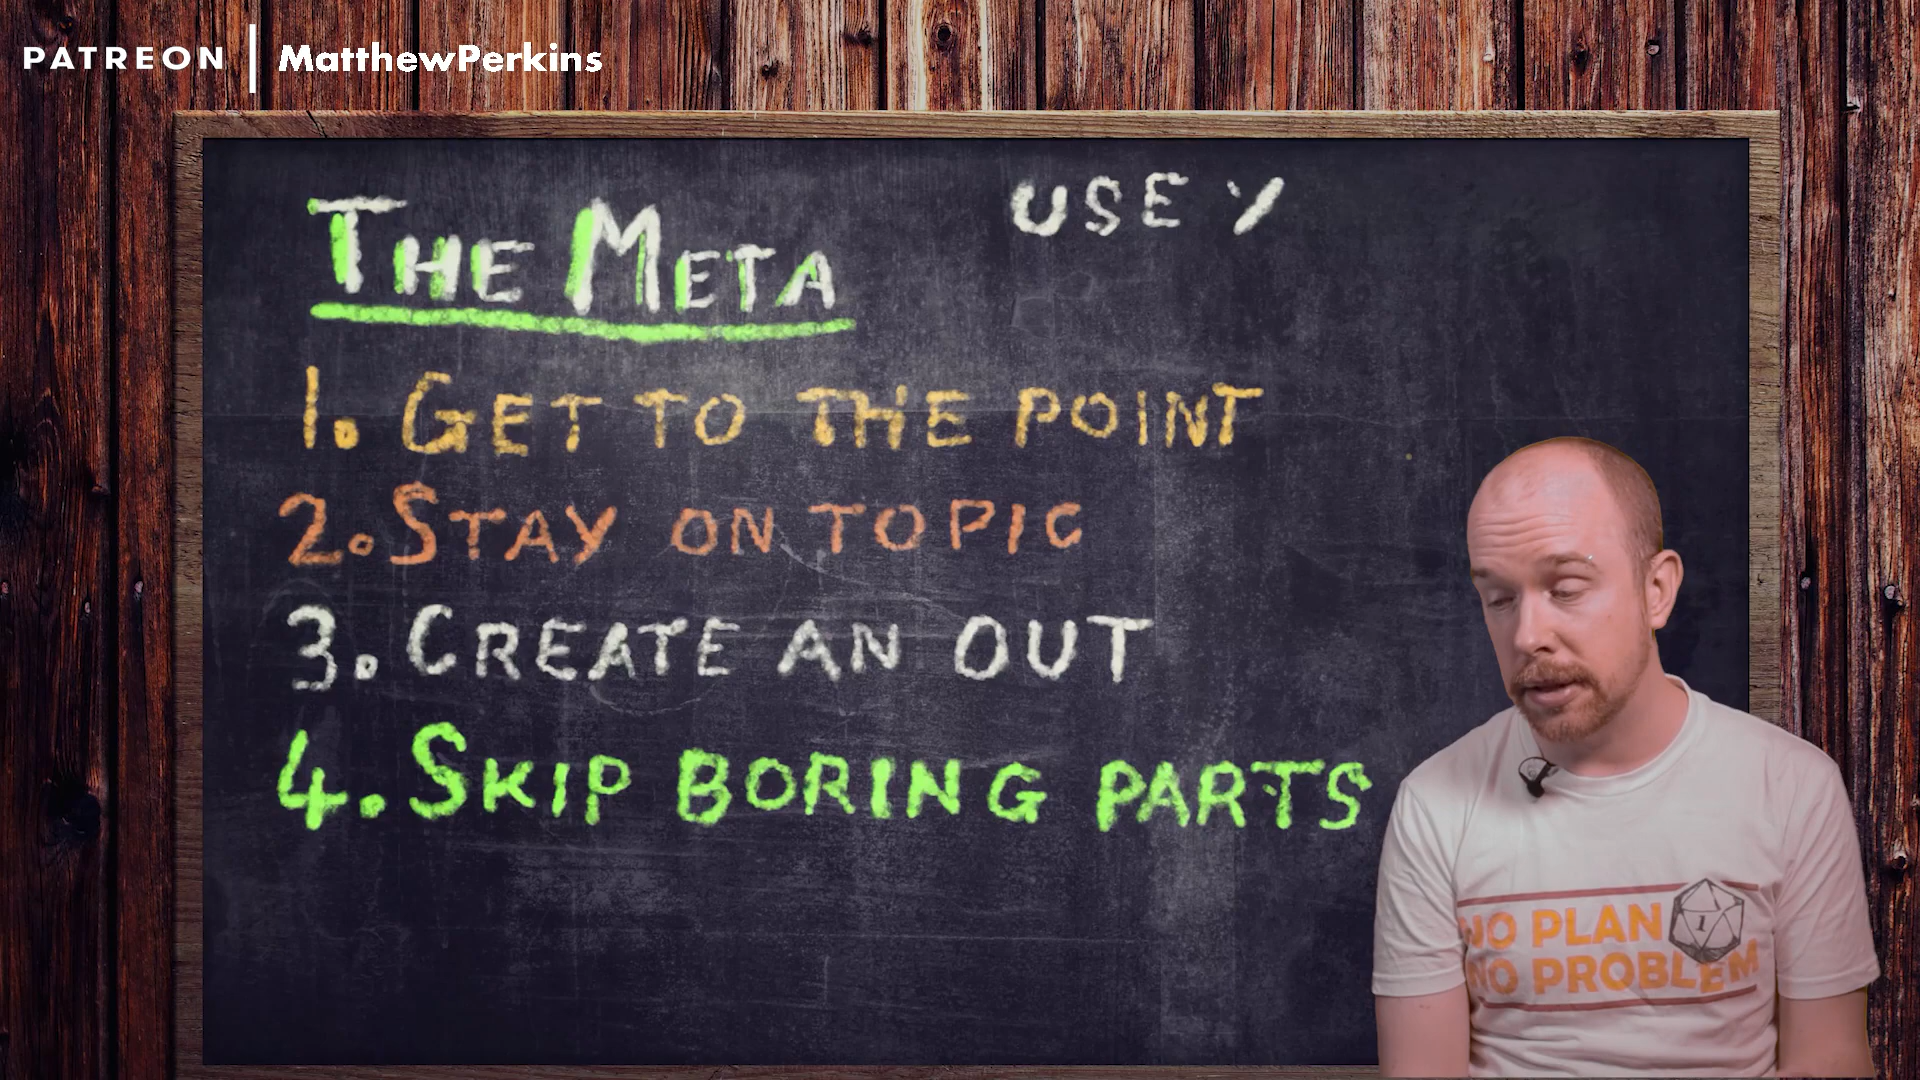 PATREON | MatthewPerkins
THE META
USE Y
1. GET TO THE POINT
2. STAY ON TOPIC
3. CREATE AN OUT
4. SKIP BORING PARTS
NO PLAN
1
NO PROBLEM